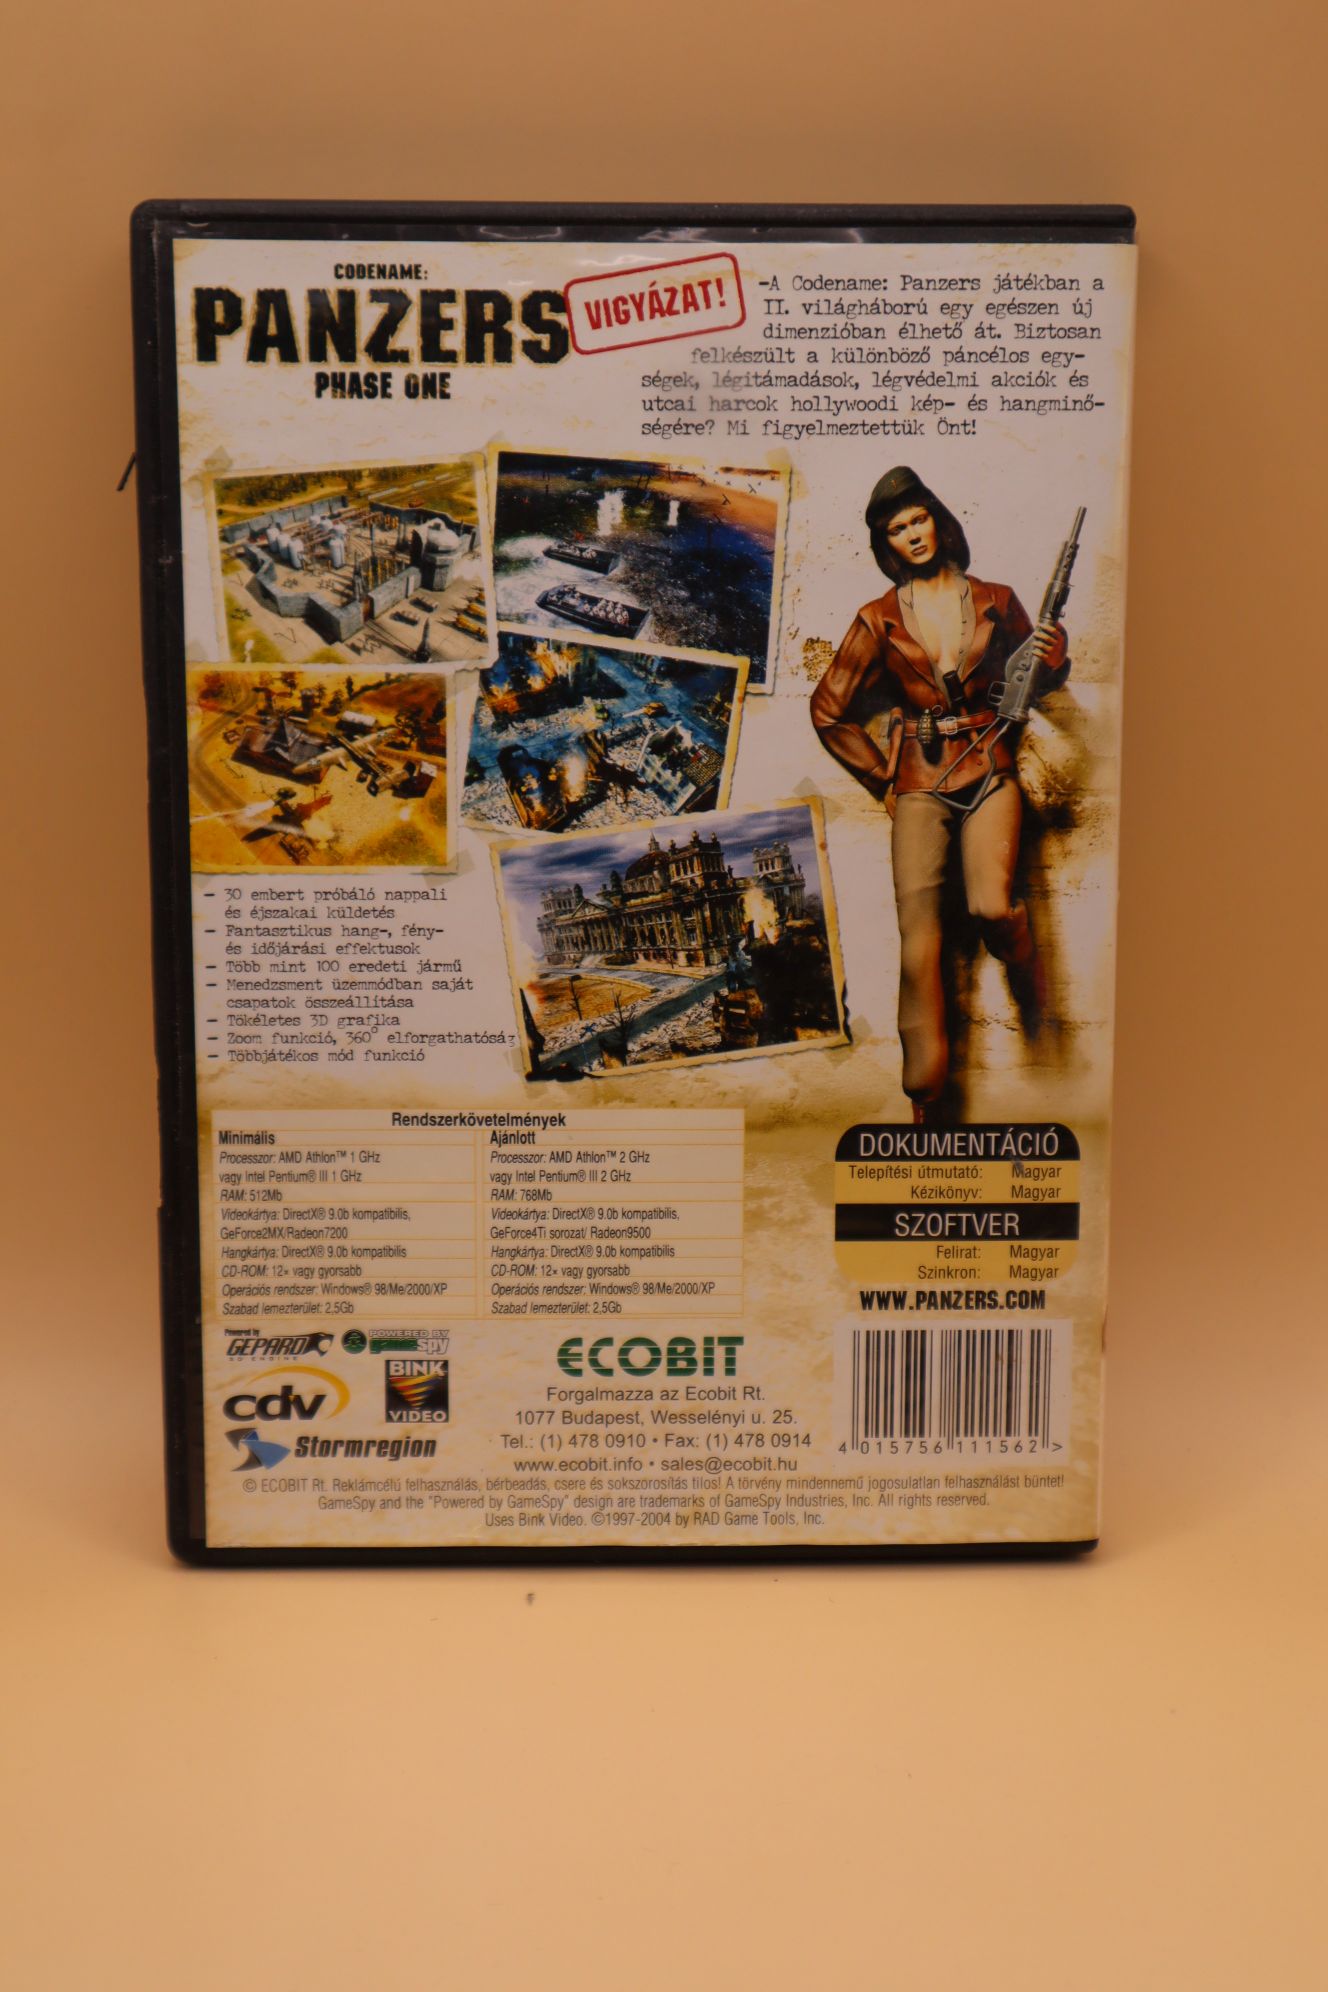 CODENAME:
PANZERS
PHASE ONE
VIGYÁZAT!
-A Codename: Panzers játékban a
II. világháború egy egészen új
dimenzióban élhető át. Biztosan
felkészült a különböző páncélos egy-
ségek, légitámadások, légvédelmi akciók és
utcai harcok hollywoodi kép- és hangminő-
ségére? Mi figyelmeztettük Önt!
- 30 embert próbáló nappali
és éjszakai küldetés
- Fantasztikus hang-, fény-
és időjárási effektusok
- Több mint 100 eredeti jármű
- Menedzsment üzemmódban saját
csapatok összeállítása
- Tökéletes 3D grafika
- Zoom funkció, 360° elforgathatóság
- Többjátékos mód funkció
Rendszerkövetelmények
Minimális
Processzor: AMD Athlon™ 1 GHz
vagy Intel Pentium® III 1 GHz
RAM: 512Mb
Videokártya: DirectX® 9.0b kompatibilis,
GeForce2MX/Radeon7200
Hangkártya: DirectX® 9.0b kompatibilis
CD-ROM: 12x vagy gyorsabb
Operációs rendszer: Windows® 98/Me/2000/XP
Szabad lemezterület: 2,5Gb
Ajánlott
Processzor: AMD Athlon™ 2 GHz
vagy Intel Pentium® III 2 GHz
RAM: 768Mb
Videokártya: DirectX® 9.0b kompatibilis,
GeForce4Ti sorozat/ Radeon9500
Hangkártya: DirectX® 9.0b kompatibilis
CD-ROM: 12x vagy gyorsabb
Operációs rendszer: Windows® 98/Me/2000/XP
Szabad lemezterület: 2,5Gb
DOKUMENTÁCIÓ
Telepítési útmutató: Magyar
Kézikönyv: Magyar
SZOFTVER
Felirat: Magyar
Szinkron: Magyar
WWW.PANZERS.COM
Powered by
GEPARD
3D ENGINE
POWERED BY
gamespy
cdv
BINK
VIDEO
Stormregion
ECOBIT
Forgalmazza az Ecobit Rt.
1077 Budapest, Wesselényi u. 25.
Tel.: (1) 478 0910 • Fax: (1) 478 0914
www.ecobit.info • sales@ecobit.hu
4 015756 111562 >
© ECOBIT Rt. Reklámcélú felhasználás, bérbeadás, csere és sokszorosítás tilos! A törvény mindennemű jogosulatlan felhasználást büntet!
GameSpy and the "Powered by GameSpy" design are trademarks of GameSpy Industries, Inc. All rights reserved.
Uses Bink Video. ©1997-2004 by RAD Game Tools, Inc.